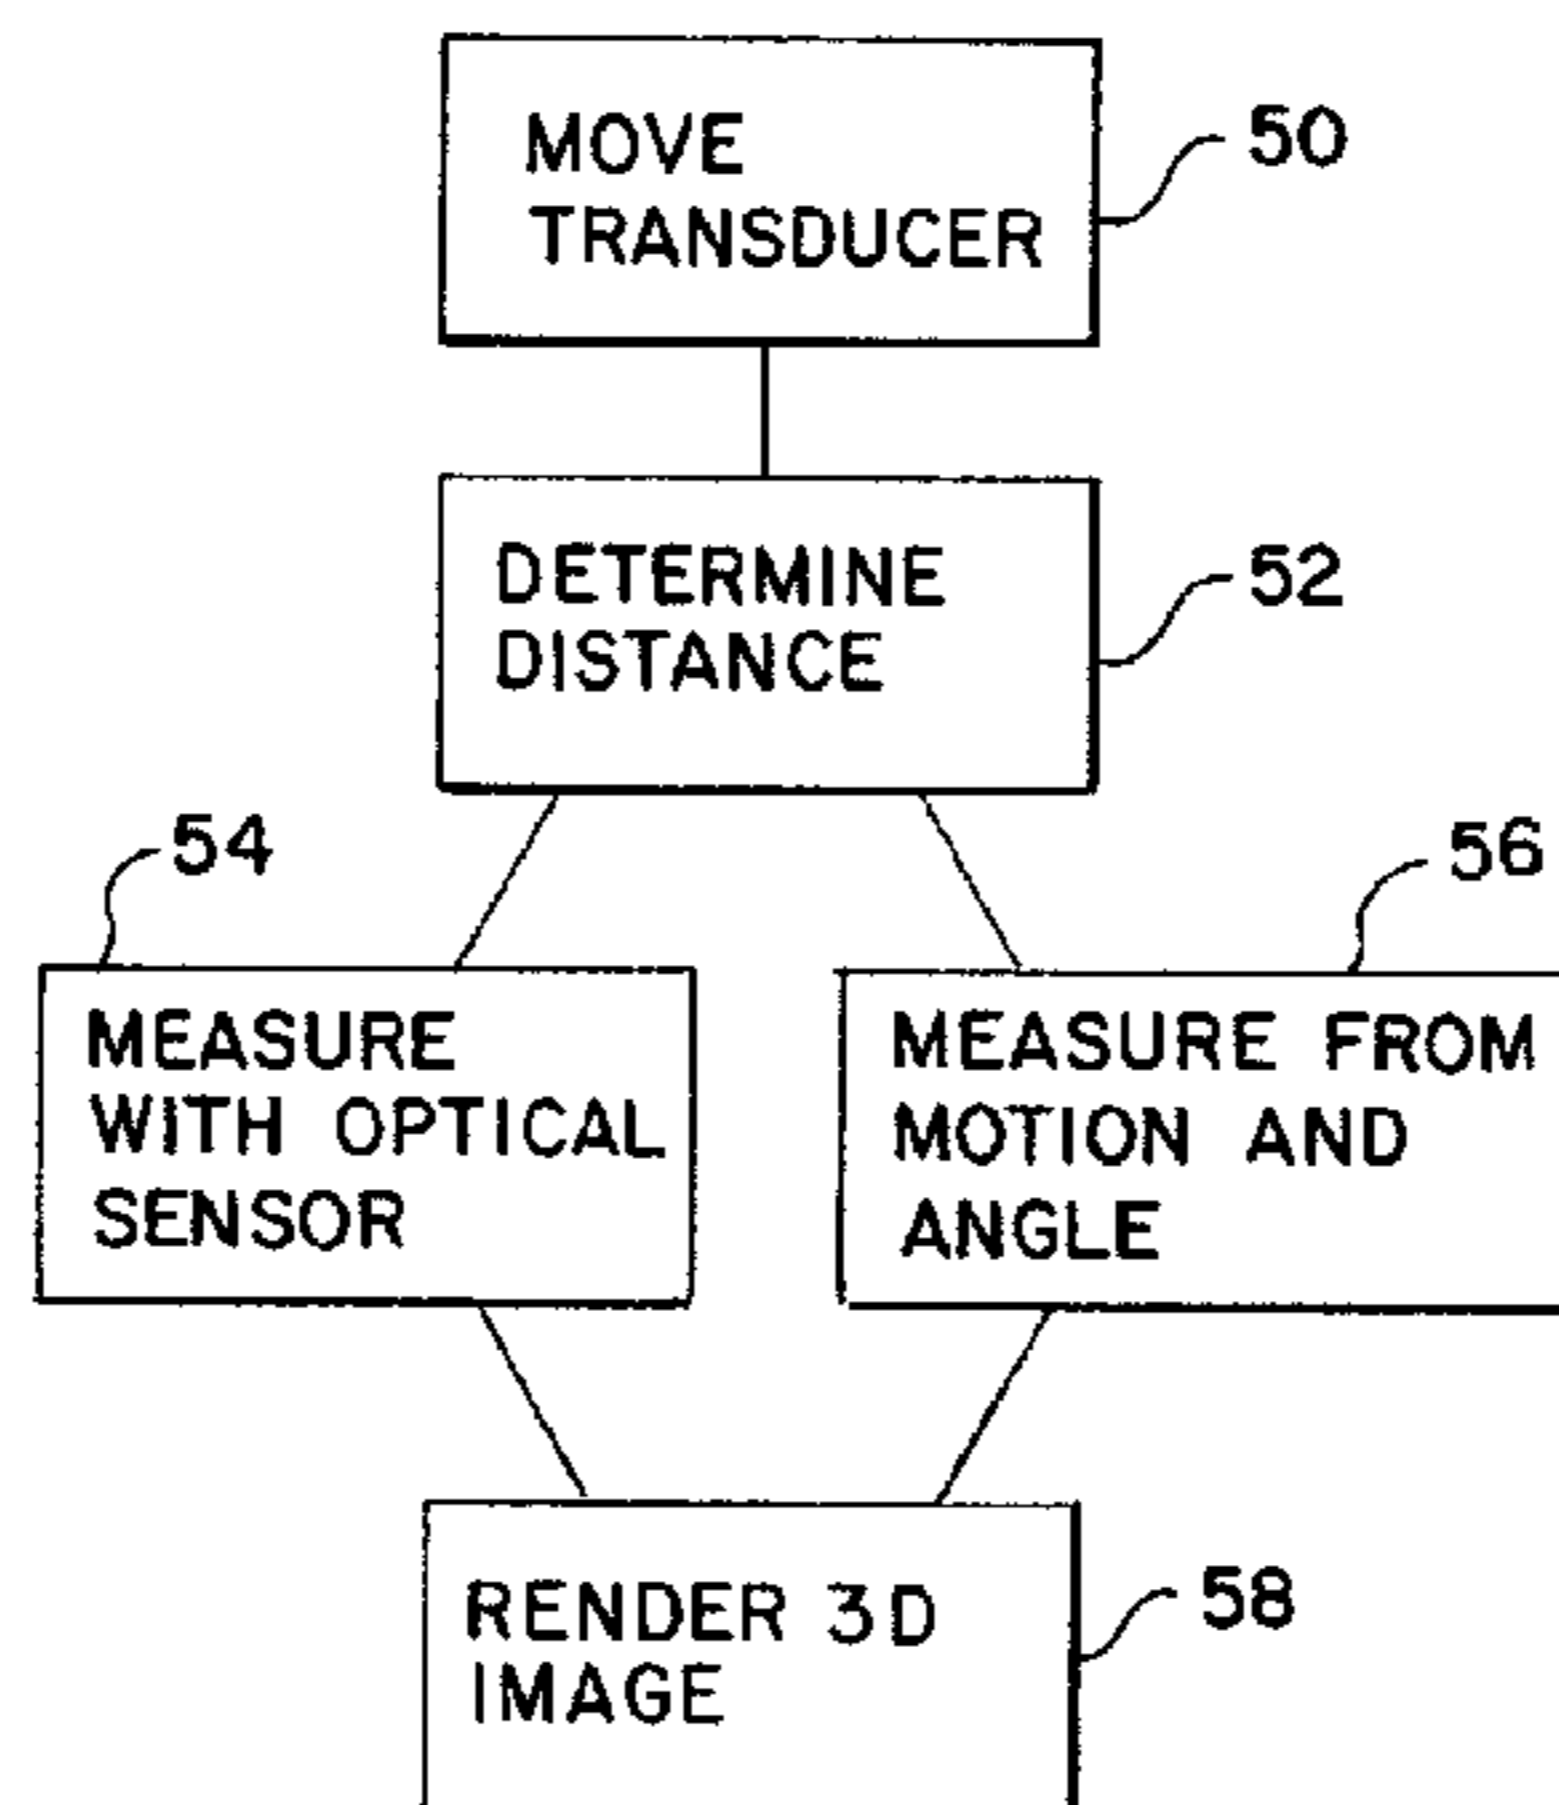 MOVE
TRANSDUCER
50
DETERMINE
DISTANCE
52
54
56
MEASURE
WITH OPTICAL
SENSOR
MEASURE FROM
MOTION AND
ANGLE
RENDER 3D
IMAGE
58